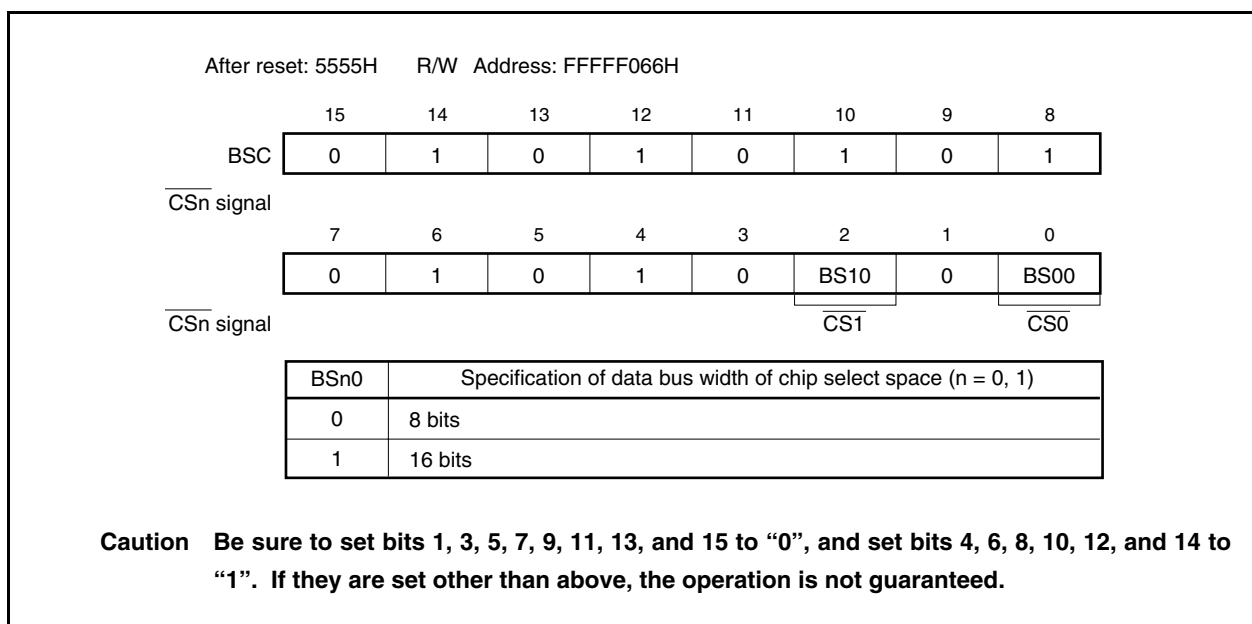 After reset: 5555H R/W Address: FFFFF066H
15 14 13 12 11 10 9 8
BSC 0 1 0 1 0 1 0 1
CSn signal
7 6 5 4 3 2 1 0
0 1 0 1 0 BS10 0 BS00
CSn signal CS1 CS0
BSn0 Specification of data bus width of chip select space (n = 0, 1)
0 8 bits
1 16 bits
Caution Be sure to set bits 1, 3, 5, 7, 9, 11, 13, and 15 to “0”, and set bits 4, 6, 8, 10, 12, and 14 to
“1”. If they are set other than above, the operation is not guaranteed.